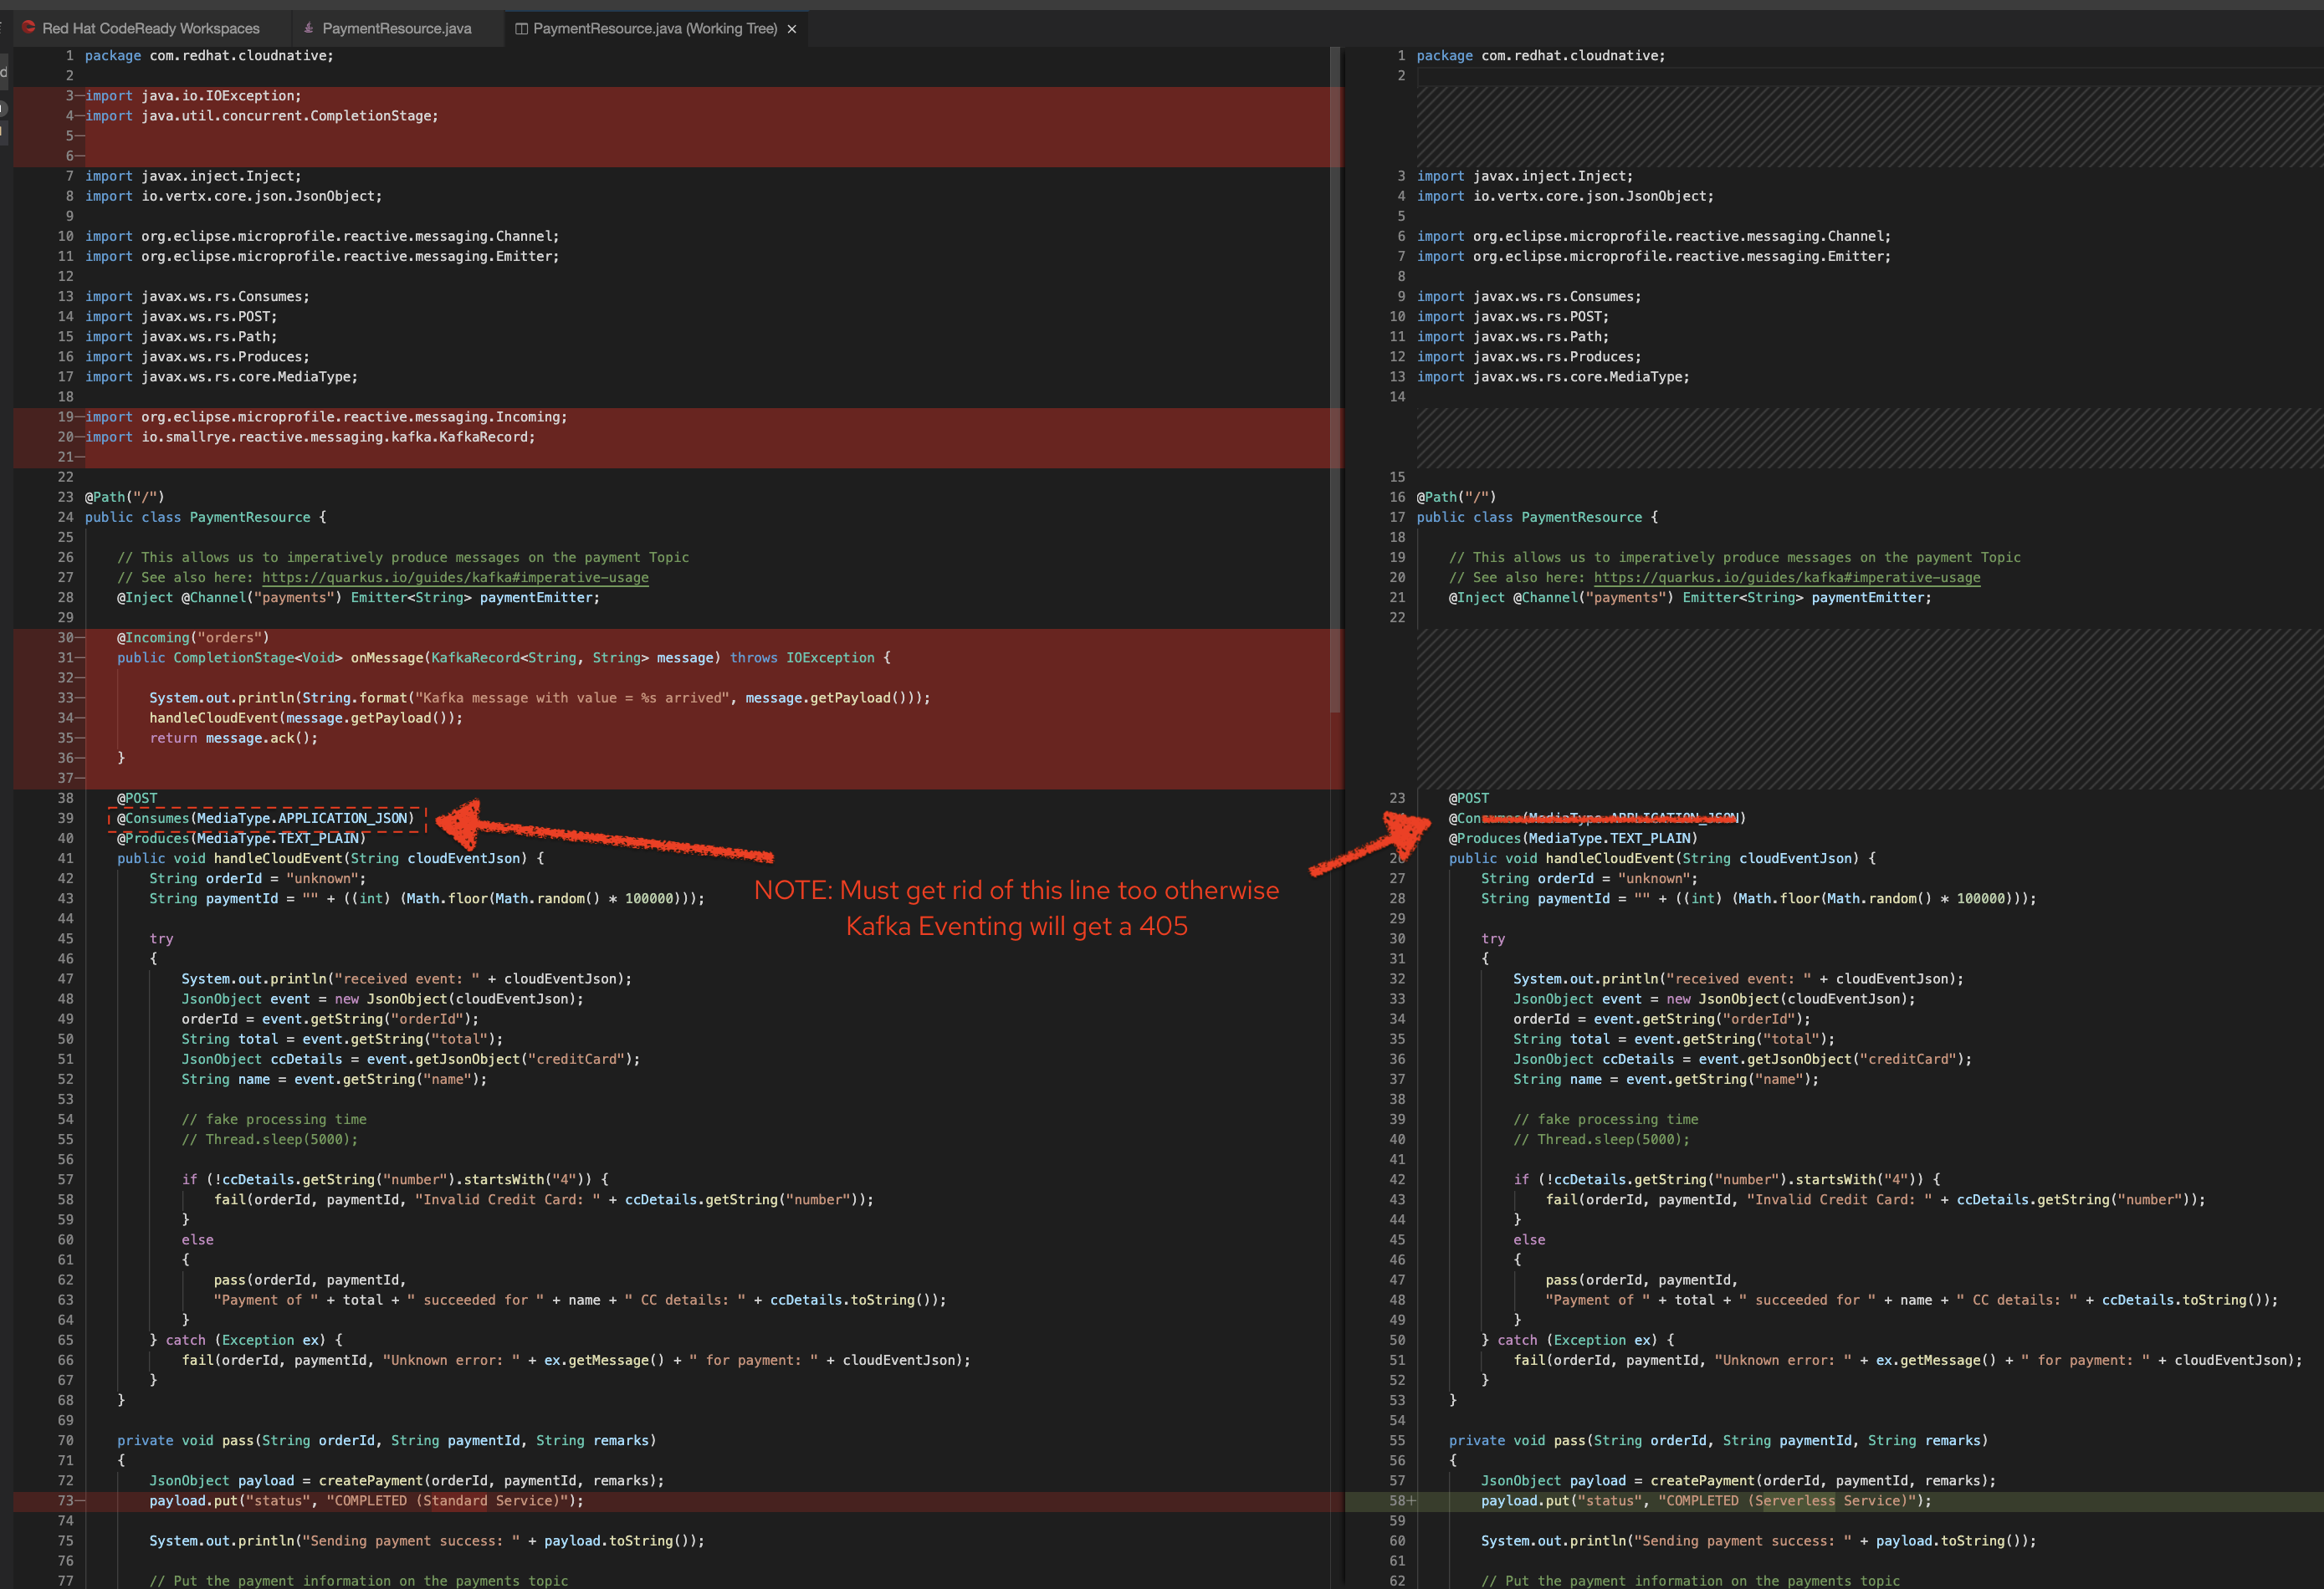 Red Hat CodeReady Workspaces
PaymentResource.java
PaymentResource.java (Working Tree) ×
1 package com.redhat.cloudnative;
2
3— import java.io.IOException;
4— import java.util.concurrent.CompletionStage;
5—
6—
7 import javax.inject.Inject;
8 import io.vertx.core.json.JsonObject;
9
10 import org.eclipse.microprofile.reactive.messaging.Channel;
11 import org.eclipse.microprofile.reactive.messaging.Emitter;
12
13 import javax.ws.rs.Consumes;
14 import javax.ws.rs.POST;
15 import javax.ws.rs.Path;
16 import javax.ws.rs.Produces;
17 import javax.ws.rs.core.MediaType;
18
19— import org.eclipse.microprofile.reactive.messaging.Incoming;
20— import io.smallrye.reactive.messaging.kafka.KafkaRecord;
21—
22
23 @Path("/")
24 public class PaymentResource {
25
26 // This allows us to imperatively produce messages on the payment Topic
27 // See also here: https://quarkus.io/guides/kafka#imperative-usage
28 @Inject @Channel("payments") Emitter<String> paymentEmitter;
29
30— @Incoming("orders")
31— public CompletionStage<Void> onMessage(KafkaRecord<String, String> message) throws IOException {
32—
33— System.out.println(String.format("Kafka message with value = %s arrived", message.getPayload()));
34— handleCloudEvent(message.getPayload());
35— return message.ack();
36— }
37—
38 @POST
39 @Consumes(MediaType.APPLICATION_JSON)
40 @Produces(MediaType.TEXT_PLAIN)
41 public void handleCloudEvent(String cloudEventJson) {
42 String orderId = "unknown";
43 String paymentId = "" + ((int) (Math.floor(Math.random() * 100000)));
44
45 try
46 {
47 System.out.println("received event: " + cloudEventJson);
48 JsonObject event = new JsonObject(cloudEventJson);
49 orderId = event.getString("orderId");
50 String total = event.getString("total");
51 JsonObject ccDetails = event.getJsonObject("creditCard");
52 String name = event.getString("name");
53
54 // fake processing time
55 // Thread.sleep(5000);
56
57 if (!ccDetails.getString("number").startsWith("4")) {
58 fail(orderId, paymentId, "Invalid Credit Card: " + ccDetails.getString("number"));
59 }
60 else
61 {
62 pass(orderId, paymentId,
63 "Payment of " + total + " succeeded for " + name + " CC details: " + ccDetails.toString());
64 }
65 } catch (Exception ex) {
66 fail(orderId, paymentId, "Unknown error: " + ex.getMessage() + " for payment: " + cloudEventJson);
67 }
68 }
69
70 private void pass(String orderId, String paymentId, String remarks)
71 {
72 JsonObject payload = createPayment(orderId, paymentId, remarks);
73— payload.put("status", "COMPLETED (Standard Service)");
74
75 System.out.println("Sending payment success: " + payload.toString());
76
77 // Put the payment information on the payments topic
NOTE: Must get rid of this line too otherwise
Kafka Eventing will get a 405
1 package com.redhat.cloudnative;
2
3 import javax.inject.Inject;
4 import io.vertx.core.json.JsonObject;
5
6 import org.eclipse.microprofile.reactive.messaging.Channel;
7 import org.eclipse.microprofile.reactive.messaging.Emitter;
8
9 import javax.ws.rs.Consumes;
10 import javax.ws.rs.POST;
11 import javax.ws.rs.Path;
12 import javax.ws.rs.Produces;
13 import javax.ws.rs.core.MediaType;
14
15
16 @Path("/")
17 public class PaymentResource {
18
19 // This allows us to imperatively produce messages on the payment Topic
20 // See also here: https://quarkus.io/guides/kafka#imperative-usage
21 @Inject @Channel("payments") Emitter<String> paymentEmitter;
22
23 @POST
@Consumes(MediaType.APPLICATION_JSON)
@Produces(MediaType.TEXT_PLAIN)
public void handleCloudEvent(String cloudEventJson) {
27 String orderId = "unknown";
28 String paymentId = "" + ((int) (Math.floor(Math.random() * 100000)));
29
30 try
31 {
32 System.out.println("received event: " + cloudEventJson);
33 JsonObject event = new JsonObject(cloudEventJson);
34 orderId = event.getString("orderId");
35 String total = event.getString("total");
36 JsonObject ccDetails = event.getJsonObject("creditCard");
37 String name = event.getString("name");
38
39 // fake processing time
40 // Thread.sleep(5000);
41
42 if (!ccDetails.getString("number").startsWith("4")) {
43 fail(orderId, paymentId, "Invalid Credit Card: " + ccDetails.getString("number"));
44 }
45 else
46 {
47 pass(orderId, paymentId,
48 "Payment of " + total + " succeeded for " + name + " CC details: " + ccDetails.toString());
49 }
50 } catch (Exception ex) {
51 fail(orderId, paymentId, "Unknown error: " + ex.getMessage() + " for payment: " + cloudEventJson);
52 }
53 }
54
55 private void pass(String orderId, String paymentId, String remarks)
56 {
57 JsonObject payload = createPayment(orderId, paymentId, remarks);
58+ payload.put("status", "COMPLETED (Serverless Service)");
59
60 System.out.println("Sending payment success: " + payload.toString());
61
62 // Put the payment information on the payments topic